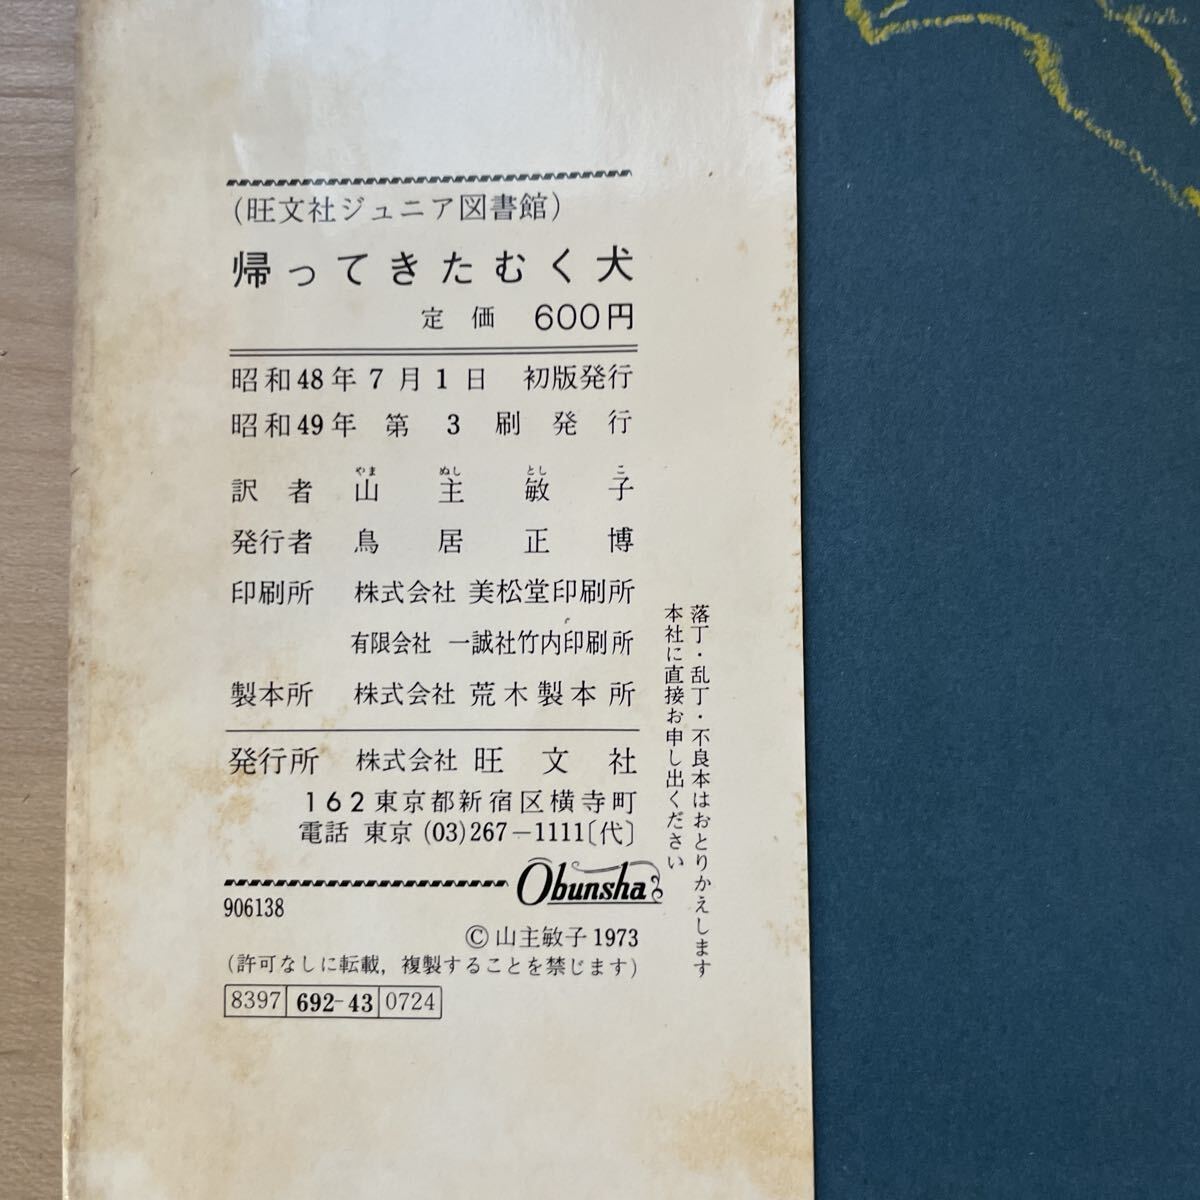 (旺文社ジュニア図書館)
帰ってきたむく犬
定価 600円
昭和48年7月1日 初版発行
昭和49年 第3刷発行
やま ぬし とし こ
訳者 山主敏子
発行者 鳥居正博
印刷所 株式会社 美松堂印刷所
有限会社 一誠社竹内印刷所
製本所 株式会社 荒木製本所
発行所 株式会社 旺文社
162東京都新宿区横寺町
電話 東京 (03)267-1111〔代〕
Obunsha
906138
© 山主敏子 1973
(許可なしに転載, 複製することを禁じます)
8397 692-43 0724
落丁・乱丁・不良本はおとりかえします
本社に直接お申し出ください